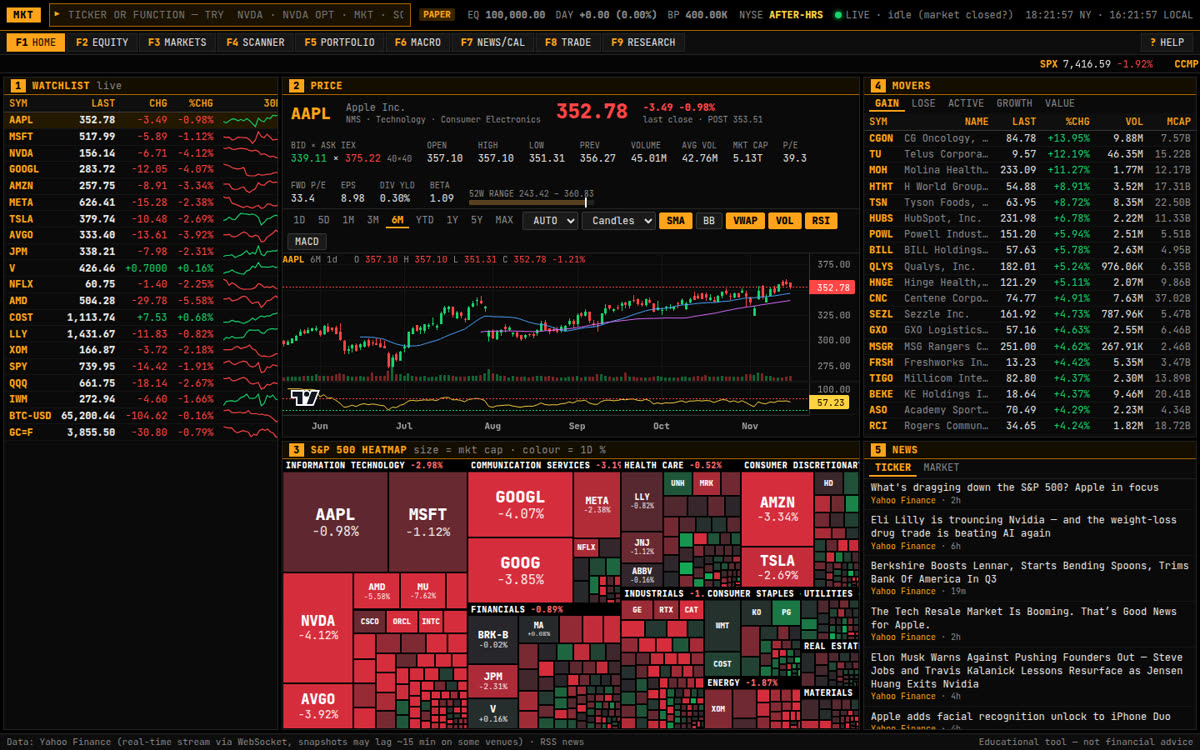 MKT ▸ TICKER OR FUNCTION — TRY NVDA · NVDA OPT · MKT · SC PAPER EQ 100,000.00 DAY +0.00 (0.00%) BP 400.00K NYSE AFTER-HRS LIVE · idle (market closed?) 18:21:57 NY · 16:21:57 LOCAL
F1 HOME F2 EQUITY F3 MARKETS F4 SCANNER F5 PORTFOLIO F6 MACRO F7 NEWS/CAL F8 TRADE F9 RESEARCH ? HELP
SPX 7,416.59 -1.92% CCMP
1 WATCHLIST live
SYM LAST CHG %CHG 30
AAPL 352.78 -3.49 -0.98%
MSFT 517.99 -5.89 -1.12%
NVDA 156.14 -6.71 -4.12%
GOOGL 283.72 -12.05 -4.07%
AMZN 257.75 -8.91 -3.34%
META 626.41 -15.28 -2.38%
TSLA 379.74 -10.48 -2.69%
AVGO 333.40 -13.61 -3.92%
JPM 338.21 -7.98 -2.31%
V 426.46 +0.7000 +0.16%
NFLX 60.75 -1.40 -2.25%
AMD 504.28 -29.78 -5.58%
COST 1,113.74 +7.53 +0.68%
LLY 1,431.67 -11.83 -0.82%
XOM 166.87 -3.72 -2.18%
SPY 739.95 -14.42 -1.91%
QQQ 661.75 -18.14 -2.67%
IWM 272.94 -4.60 -1.66%
BTC-USD 65,200.44 -104.62 -0.16%
GC=F 3,855.50 -30.80 -0.79%
2 PRICE
AAPL Apple Inc. 352.78 -3.49 -0.98%
NMS · Technology · Consumer Electronics last close · POST 353.51
BID × ASK IEX OPEN HIGH LOW PREV VOLUME AVG VOL MKT CAP P/E
339.11 × 375.22 40×40 357.10 357.10 351.31 356.27 45.01M 42.76M 5.13T 39.3
FWD P/E EPS DIV YLD BETA 52W RANGE 243.42 – 360.83
33.4 8.98 0.30% 1.09
1D 5D 1M 3M 6M YTD 1Y 5Y MAX AUTO Candles SMA BB VWAP VOL RSI
MACD
AAPL 6M 1d O 357.10 H 357.10 L 351.31 C 352.78 -1.21%
375.00
352.78
325.00
300.00
275.00
100.00
57.23
Jun Jul Aug Sep Oct Nov
3 S&P 500 HEATMAP size = mkt cap · colour = 1D %
INFORMATION TECHNOLOGY -2.98% COMMUNICATION SERVICES -3.19 HEALTH CARE -0.52% CONSUMER DISCRETIONAR
AAPL
-0.98%
MSFT
-1.12%
NVDA
-4.12%
AVGO
-3.92%
AMD
-5.58%
MU
-7.62%
CSCO ORCL INTC
GOOGL
-4.07%
GOOG
-3.85%
META
-2.38%
NFLX
FINANCIALS -0.89%
BRK-B
-0.02%
JPM
-2.31%
V
+0.16%
MA
+0.08%
LLY
-0.82%
JNJ
-1.12%
ABBV
-0.16%
UNH MRK
AMZN
-3.34%
TSLA
-2.69%
HD
INDUSTRIALS -1. CONSUMER STAPLES UTILITIES
GE RTX CAT
WMT KO PG
COST
REAL ESTAT
ENERGY -1.87%
XOM
MATERIALS
4 MOVERS
GAIN LOSE ACTIVE GROWTH VALUE
SYM NAME LAST %CHG VOL MCAP
CGON CG Oncology, … 84.78 +13.95% 9.88M 7.57B
TU Telus Corpora… 9.57 +12.19% 46.35M 15.22B
MOH Molina Health… 233.09 +11.27% 1.77M 12.17B
HTHT H World Group… 54.88 +8.91% 3.52M 17.31B
TSN Tyson Foods, … 63.95 +8.72% 8.35M 22.50B
HUBS HubSpot, Inc. 231.98 +6.78% 2.22M 11.33B
POWL Powell Indust… 151.20 +5.94% 2.51M 5.51B
BILL BILL Holdings… 57.63 +5.78% 2.63M 4.95B
QLYS Qualys, Inc. 182.01 +5.24% 976.06K 6.35B
HNGE Hinge Health,… 121.29 +5.11% 2.07M 9.86B
CNC Centene Corpo… 74.77 +4.91% 7.63M 37.02B
SEZL Sezzle Inc. 161.92 +4.73% 787.96K 5.47B
GXO GXO Logistics… 57.16 +4.63% 2.55M 6.46B
MSGR MSG Rangers C… 251.00 +4.62% 267.91K 2.46B
FRSH Freshworks In… 13.23 +4.42% 5.35M 3.47B
TIGO Millicom Inte… 82.80 +4.37% 2.30M 13.89B
BEKE KE Holdings I… 18.64 +4.37% 9.46M 20.41B
ASO Academy Sport… 70.49 +4.29% 2.23M 4.34B
RCI Rogers Commun… 34.65 +4.24% 1.82M 18.72B
5 NEWS
TICKER MARKET
What's dragging down the S&P 500? Apple in focus
Yahoo Finance · 2h
Eli Lilly is trouncing Nvidia — and the weight-loss
drug trade is beating AI again
Yahoo Finance · 6h
Berkshire Boosts Lennar, Starts Bending Spoons, Trims
Bank Of America In Q3
Yahoo Finance · 19m
The Tech Resale Market Is Booming. That's Good News
for Apple.
Yahoo Finance · 2h
Elon Musk Warns Against Pushing Founders Out — Steve
Jobs and Travis Kalanick Lessons Resurface as Jensen
Huang Exits Nvidia
Yahoo Finance · 4h
Apple adds facial recognition unlock to iPhone Duo
Yahoo Finance · 6h
Data: Yahoo Finance (real-time stream via WebSocket, snapshots may lag ~15 min on some venues) · RSS news Educational tool — not financial advice